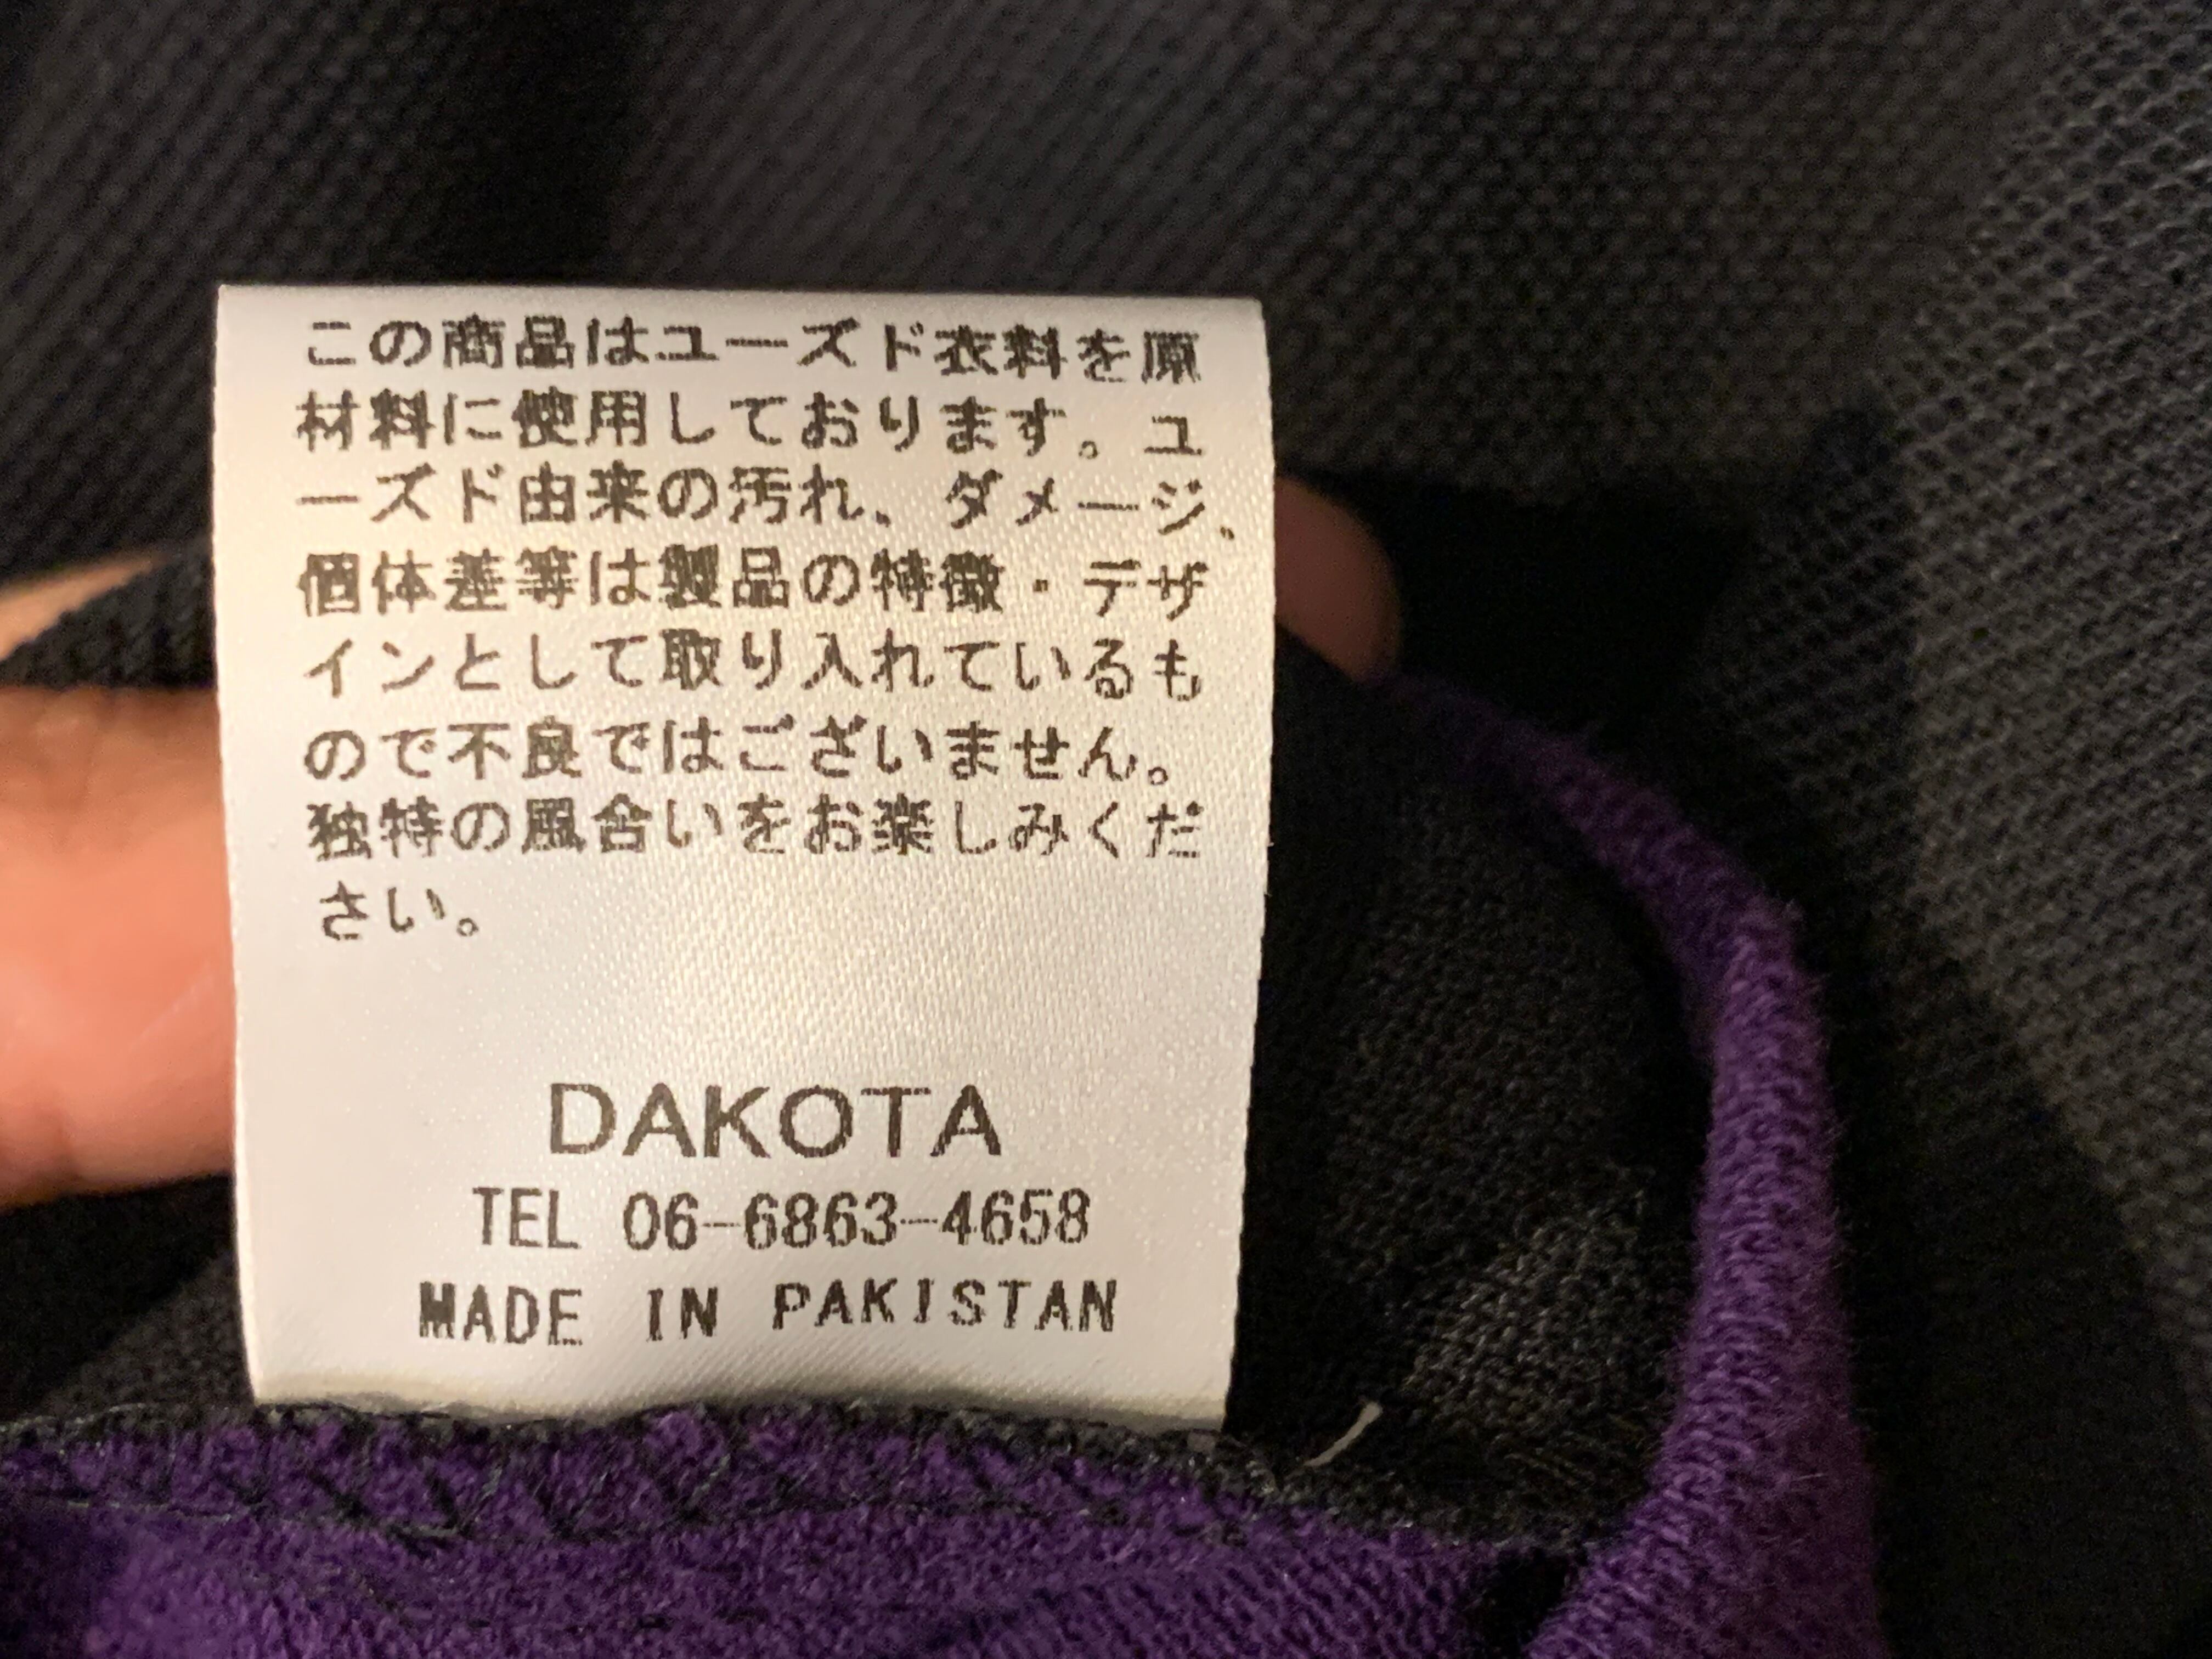 この商品はユーズド衣料を原
材料に使用しております。ユ
ーズド由来の汚れ、ダメージ、
個体差等は製品の特徴・デザ
インとして取り入れているも
ので不良ではございません。
独特の風合いをお楽しみくだ
さい。
DAKOTA
TEL 06-6863-4658
MADE IN PAKISTAN